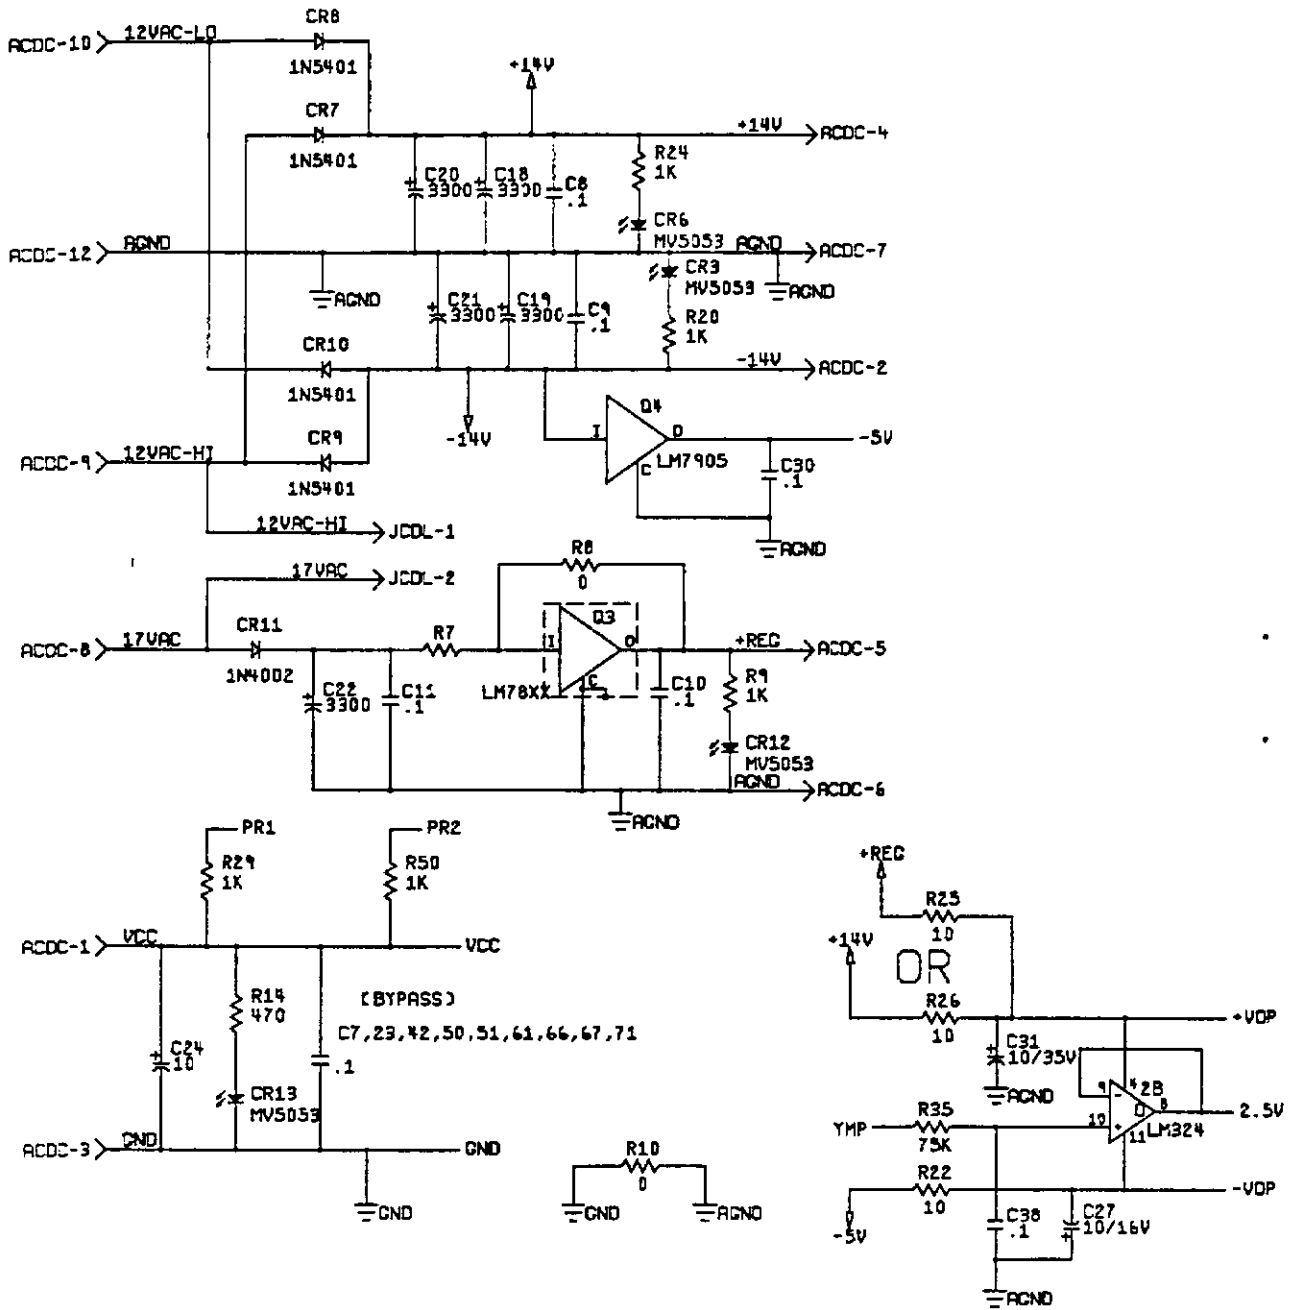 CR8
ACDC-10 12VAC-LO
1N5401
+14V
CR7
+14V ACDC-4
1N5401
R24
1K
C20
3300
C18
3300
C8
.1
CR6
MV5053
ACDC-12 AGND
AGND ACDC-7
CR3
MV5053
AGND
AGND
C21
3300
C19
3300
C9
.1
R20
1K
CR10
-14V ACDC-2
1N5401
Q4
CR9
-14V
I
O
-5V
ACDC-9 12VAC-HI
C
LM7905
C30
.1
1N5401
12VAC-HI JCDL-1
AGND
R8
17VAC JCDL-2
0
CR11
R7
Q3
ACDC-8 17VAC
I
O
+REG ACDC-5
1N4002
LM78XX
C
C22
3300
C11
.1
C10
.1
R9
1K
CR12
MV5053
AGND ACDC-6
AGND
PR1
PR2
R29
1K
R50
1K
+REG
R25
10
ACDC-1 VCC
VCC
+14V
OR
R14
470
[BYPASS]
C7,23,42,50,51,61,66,67,71
R26
10
+VOP
C24
10
.1
C31
10/35V
CR13
MV5053
AGND
9
-
4
2B
8
2.5V
YMP
R35
75K
10
+
11
LM324
ACDC-3 GND
GND
R10
0
R22
10
-VOP
GND
GND
AGND
-5V
C38
.1
C27
10/16V
AGND